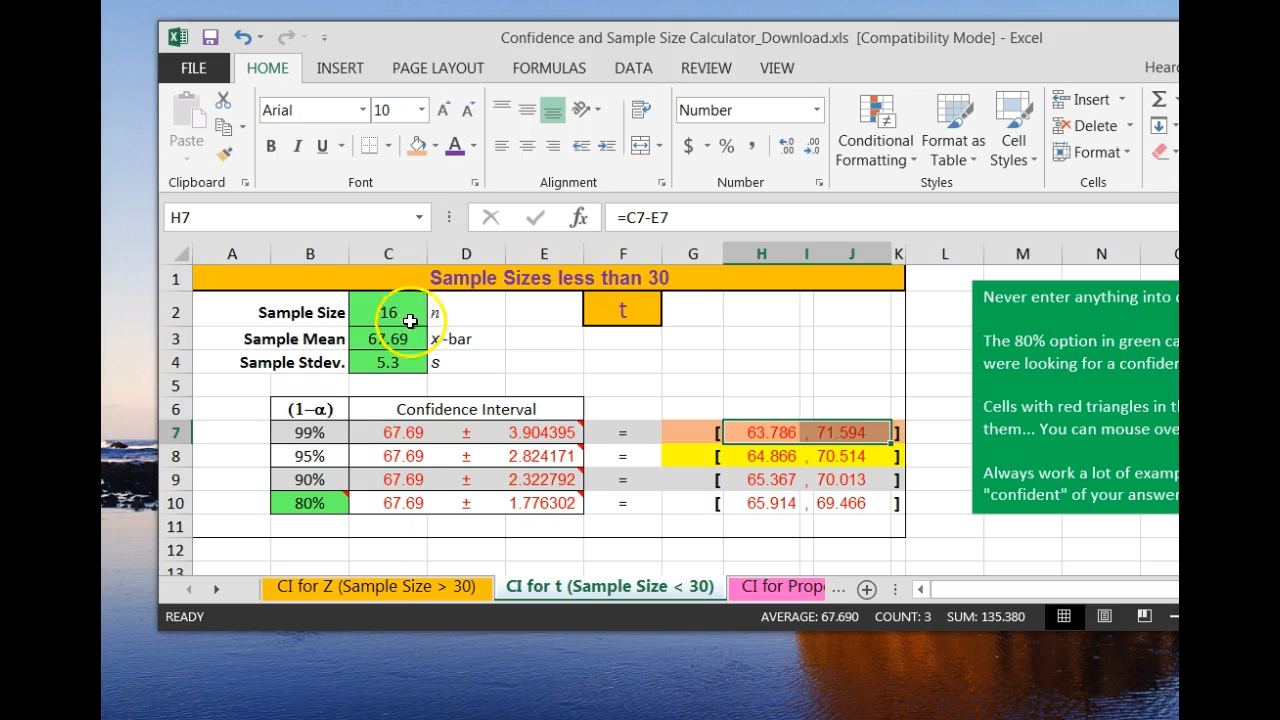 Confidence and Sample Size Calculator_Download.xls [Compatibility Mode] - Excel
FILE HOME INSERT PAGE LAYOUT FORMULAS DATA REVIEW VIEW Heard
Arial 10 Number Insert
Paste Conditional Formatting Format as Table Cell Styles Delete
B I U A $ % , Format
Clipboard Font Alignment Number Styles Cells
H7 fx =C7-E7
A B C D E F G H I J K L M N
1 Sample Sizes less than 30
2 Sample Size 16 n t
3 Sample Mean 67.69 x-bar
4 Sample Stdev. 5.3 s
5
6 (1–α) Confidence Interval
7 99% 67.69 ± 3.904395 = [ 63.786 , 71.594 ]
8 95% 67.69 ± 2.824171 = [ 64.866 , 70.514 ]
9 90% 67.69 ± 2.322792 = [ 65.367 , 70.013 ]
10 80% 67.69 ± 1.776302 = [ 65.914 , 69.466 ]
11
12
13
Never enter anything into
The 80% option in green
were looking for a
Cells with red triangles in
them... You can mouse
Always work a lot of
"confident" of your
CI for Z (Sample Size > 30) CI for t (Sample Size < 30) CI for ...
READY AVERAGE: 67.690 COUNT: 3 SUM: 135.380